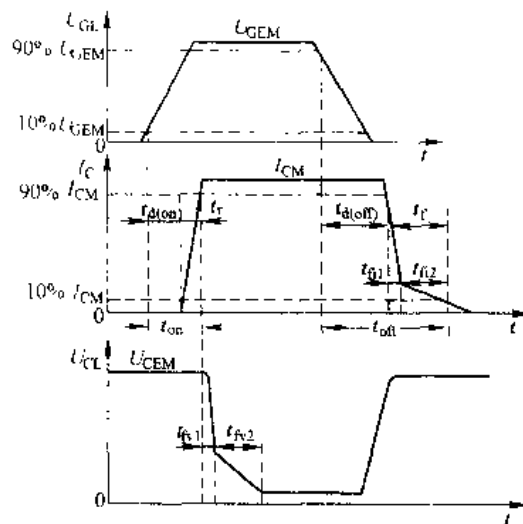 U_GE
90% U_GEM
U_GEM
10% U_GEM
0
t
I_C
90% I_CM
I_CM
t_d(on)
t_r
t_d(off)
t_f
t_fi1
t_fi2
10% I_CM
0
t_on
t_off
t
U_CE
U_CEM
t_fv1
t_fv2
0
t